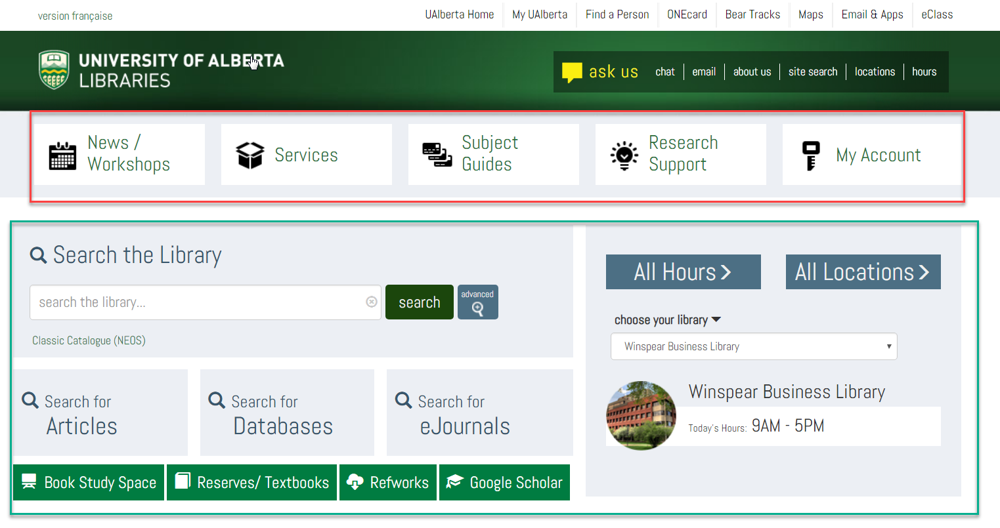 version française
UAlberta Home My UAlberta Find a Person ONEcard Bear Tracks Maps Email & Apps eClass
UNIVERSITY OF ALBERTA
LIBRARIES
ask us chat email about us site search locations hours
News /
Workshops
Services
Subject
Guides
Research
Support
My Account
Search the Library
search the library...
search
advanced
Classic Catalogue (NEOS)
Search for
Articles
Search for
Databases
Search for
eJournals
Book Study Space
Reserves/ Textbooks
Refworks
Google Scholar
All Hours
All Locations
choose your library
Winspear Business Library
Winspear Business Library
Today's Hours: 9AM - 5PM